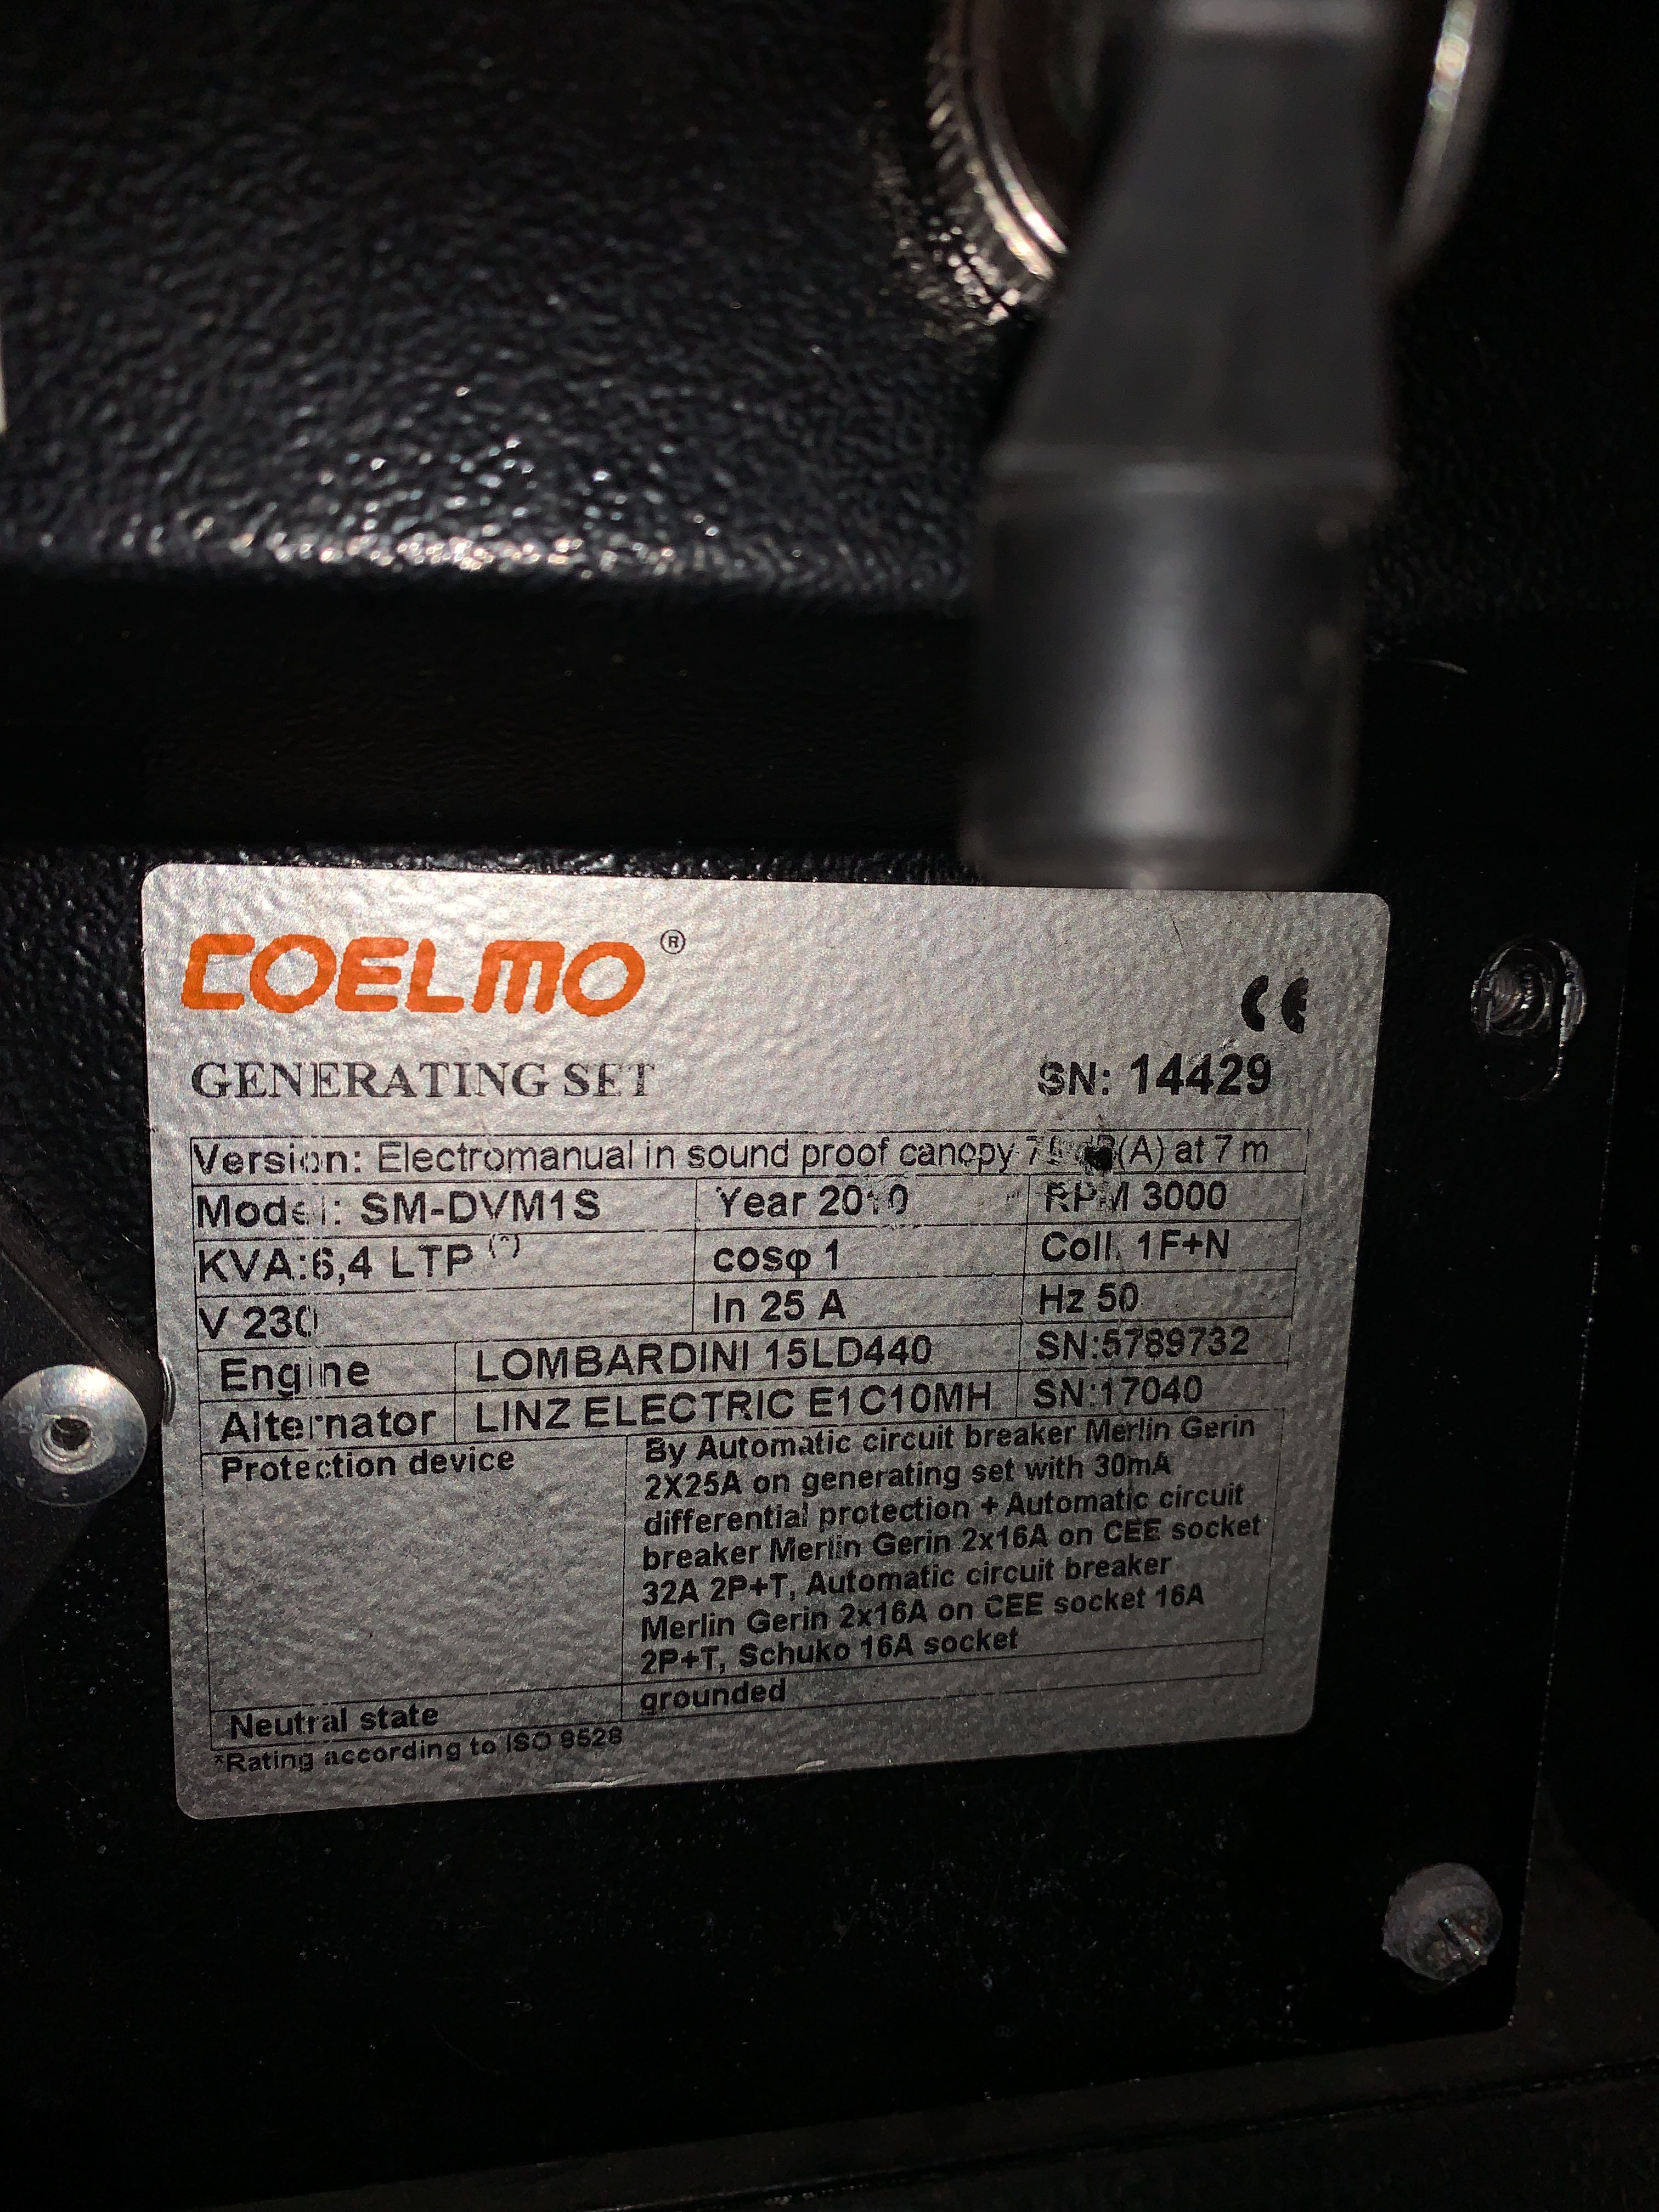 COELMO ®
CE
GENERATING SET SN: 14429
Version: Electromanual in sound proof canopy (A) at 7 m
Model: SM-DVM1S Year 2010 RPM 3000
KVA:6,4 LTP (*) cosφ 1 Coll. 1F+N
V 230 In 25 A Hz 50
Engine LOMBARDINI 15LD440 SN:5789732
Alternator LINZ ELECTRIC E1C10MH SN:17040
Protection device By Automatic circuit breaker Merlin Gerin
2X25A on generating set with 30mA
differential protection + Automatic circuit
breaker Merlin Gerin 2x16A on CEE socket
32A 2P+T, Automatic circuit breaker
Merlin Gerin 2x16A on CEE socket 16A
2P+T, Schuko 16A socket
Neutral state grounded
*Rating according to ISO 8528